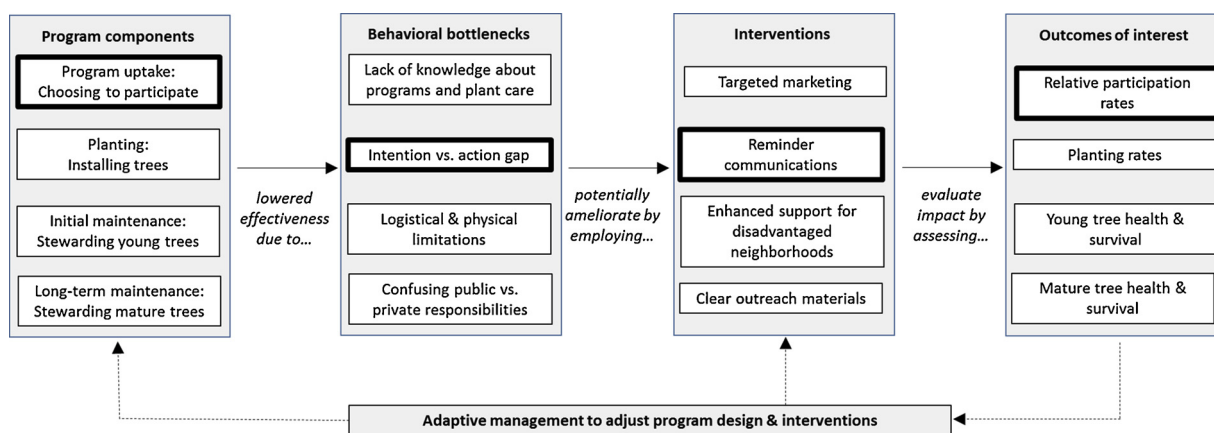 Program components
Program uptake:
Choosing to participate
Planting:
Installing trees
Initial maintenance:
Stewarding young trees
Long-term maintenance:
Stewarding mature trees
lowered
effectiveness
due to...
Behavioral bottlenecks
Lack of knowledge about
programs and plant care
Intention vs. action gap
Logistical & physical
limitations
Confusing public vs.
private responsibilities
potentially
ameliorate by
employing...
Interventions
Targeted marketing
Reminder
communications
Enhanced support for
disadvantaged
neighborhoods
Clear outreach materials
evaluate
impact by
assessing...
Outcomes of interest
Relative participation
rates
Planting rates
Young tree health &
survival
Mature tree health &
survival
Adaptive management to adjust program design & interventions